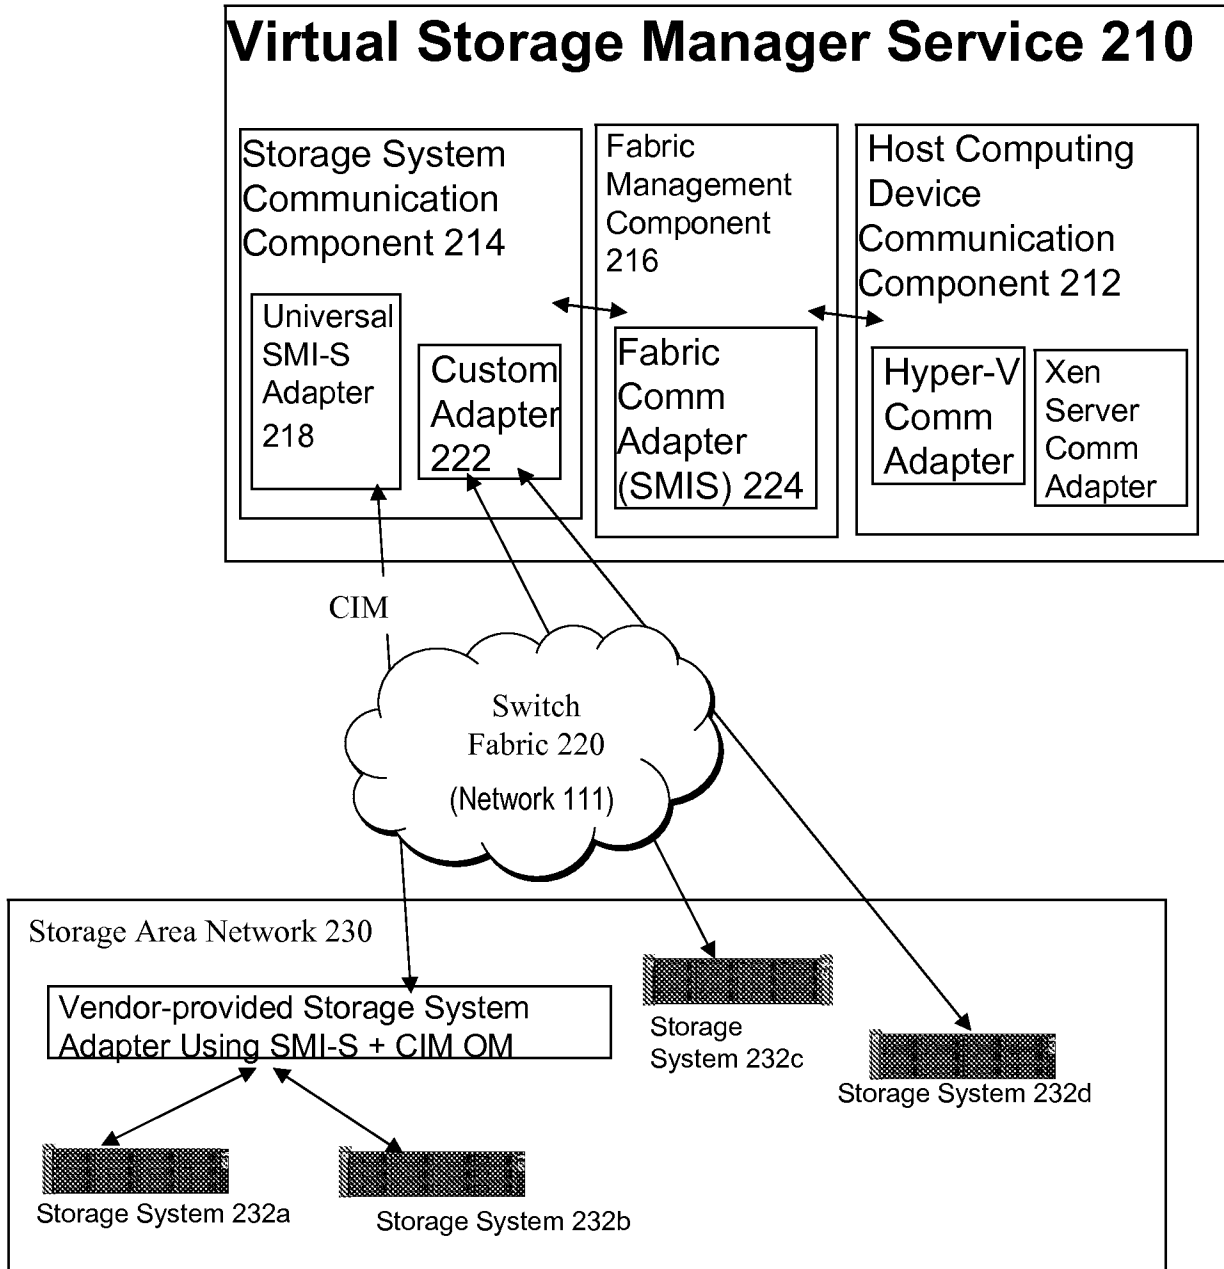 Virtual Storage Manager Service 210
Storage System
Communication
Component 214
Universal
SMI-S
Adapter
218
Custom
Adapter
222
Fabric
Management
Component
216
Fabric
Comm
Adapter
(SMIS) 224
Host Computing
Device
Communication
Component 212
Hyper-V
Comm
Adapter
Xen
Server
Comm
Adapter
CIM
Switch
Fabric 220
(Network 111)
Storage Area Network 230
Vendor-provided Storage System
Adapter Using SMI-S + CIM OM
Storage
System 232c
Storage System 232d
Storage System 232a
Storage System 232b